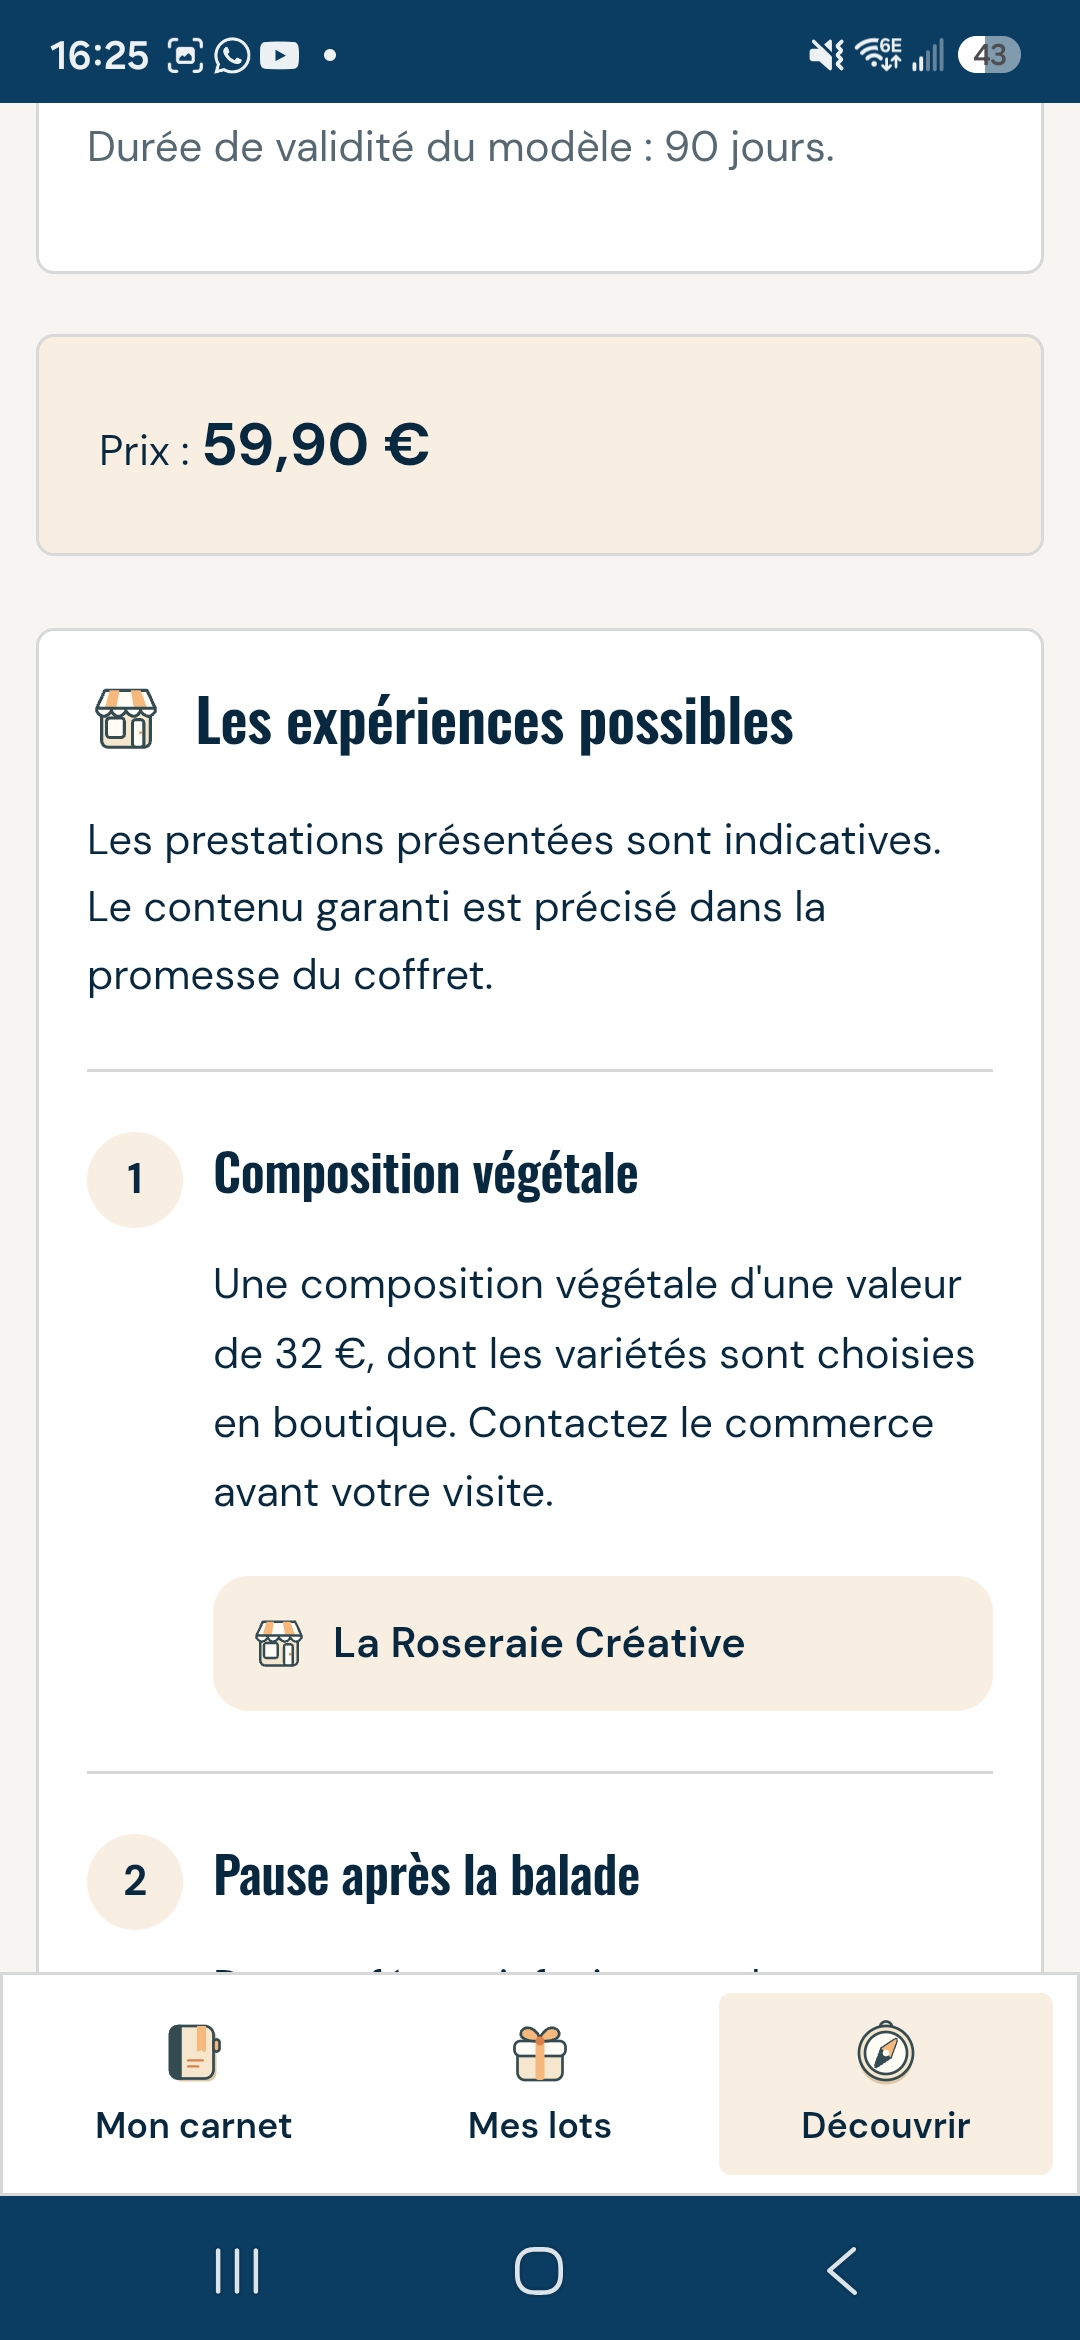 16:25
6E
43
Durée de validité du modèle : 90 jours.
Prix : 59,90 €
Les expériences possibles
Les prestations présentées sont indicatives.
Le contenu garanti est précisé dans la
promesse du coffret.
1
Composition végétale
Une composition végétale d'une valeur
de 32 €, dont les variétés sont choisies
en boutique. Contactez le commerce
avant votre visite.
La Roseraie Créative
2
Pause après la balade
Mon carnet
Mes lots
Découvrir